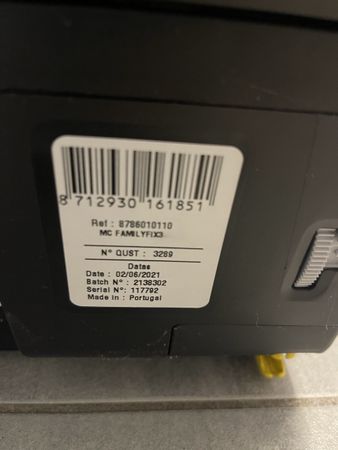 8 712930 161851
Ref : 8786010110
MC FAMILYFIX3
N° QUST : 3289
Datas
Date : 02/06/2021
Batch N° : 2138302
Serial N° : 117792
Made in : Portugal